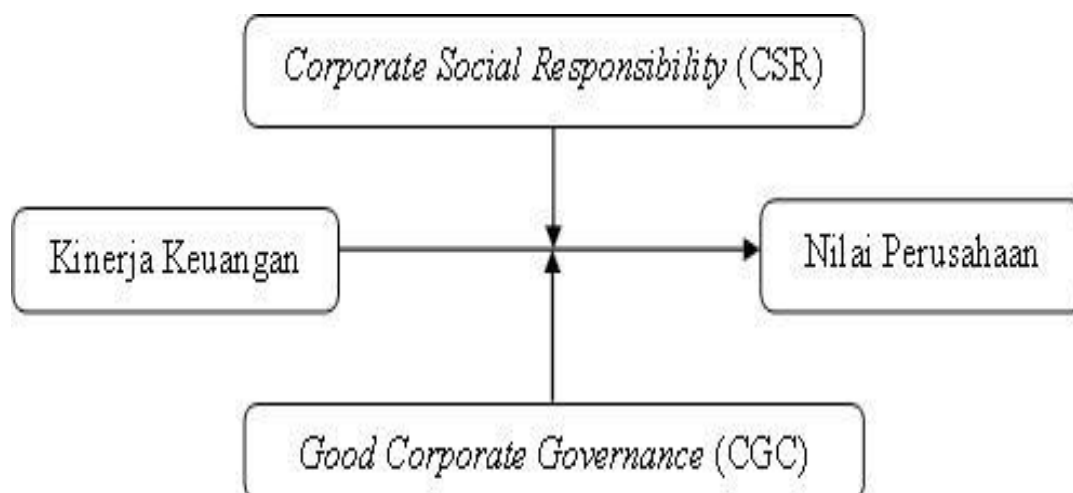 Corporate Social Responsibility (CSR)
Kinerja Keuangan
Nilai Perusahaan
Good Corporate Governance (CGC)